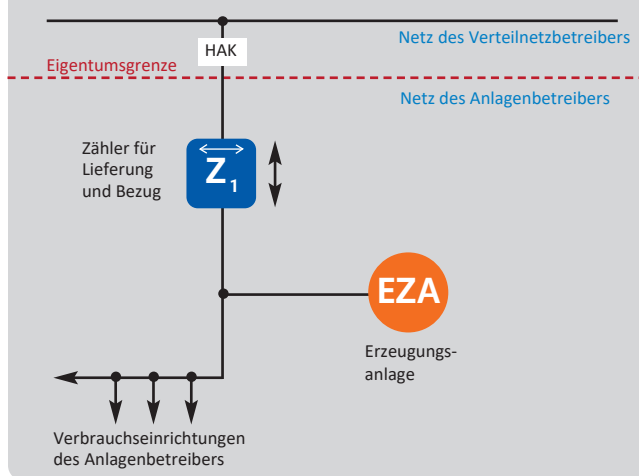 Netz des Verteilnetzbetreibers
HAK
Eigentumsgrenze
Netz des Anlagenbetreibers
Zähler für
Lieferung
und Bezug
Z1
EZA
Erzeugungs-
anlage
Verbrauchseinrichtungen
des Anlagenbetreibers